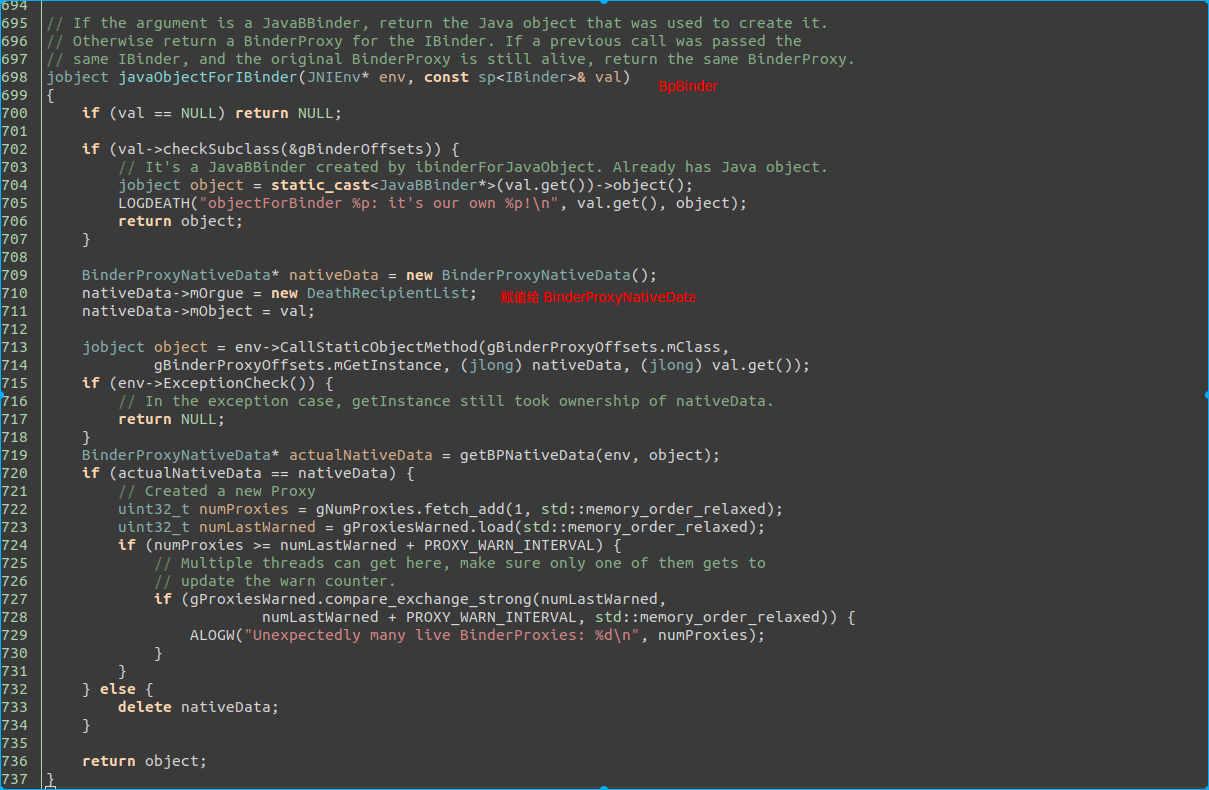 694
695 // If the argument is a JavaBBinder, return the Java object that was used to create it.
696 // Otherwise return a BinderProxy for the IBinder. If a previous call was passed the
697 // same IBinder, and the original BinderProxy is still alive, return the same BinderProxy.
698 jobject javaObjectForIBinder(JNIEnv* env, const sp<IBinder>& val) BpBinder
699 {
700     if (val == NULL) return NULL;
701
702     if (val->checkSubclass(&gBinderOffsets)) {
703         // It's a JavaBBinder created by ibinderForJavaObject. Already has Java object.
704         jobject object = static_cast<JavaBBinder*>(val.get())->object();
705         LOGDEATH("objectForBinder %p: it's our own %p!\n", val.get(), object);
706         return object;
707     }
708
709     BinderProxyNativeData* nativeData = new BinderProxyNativeData();
710     nativeData->mOrgue = new DeathRecipientList; 赋值给 BinderProxyNativeData
711     nativeData->mObject = val;
712
713     jobject object = env->CallStaticObjectMethod(gBinderProxyOffsets.mClass,
714             gBinderProxyOffsets.mGetInstance, (jlong) nativeData, (jlong) val.get());
715     if (env->ExceptionCheck()) {
716         // In the exception case, getInstance still took ownership of nativeData.
717         return NULL;
718     }
719     BinderProxyNativeData* actualNativeData = getBPNativeData(env, object);
720     if (actualNativeData == nativeData) {
721         // Created a new Proxy
722         uint32_t numProxies = gNumProxies.fetch_add(1, std::memory_order_relaxed);
723         uint32_t numLastWarned = gProxiesWarned.load(std::memory_order_relaxed);
724         if (numProxies >= numLastWarned + PROXY_WARN_INTERVAL) {
725             // Multiple threads can get here, make sure only one of them gets to
726             // update the warn counter.
727             if (gProxiesWarned.compare_exchange_strong(numLastWarned,
728                         numLastWarned + PROXY_WARN_INTERVAL, std::memory_order_relaxed)) {
729                 ALOGW("Unexpectedly many live BinderProxies: %d\n", numProxies);
730             }
731         }
732     } else {
733         delete nativeData;
734     }
735
736     return object;
737 }